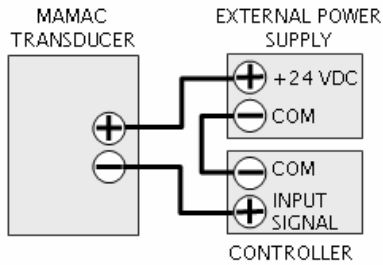 MAMAC
TRANSDUCER
EXTERNAL POWER
SUPPLY
+24 VDC
COM
COM
INPUT
SIGNAL
CONTROLLER